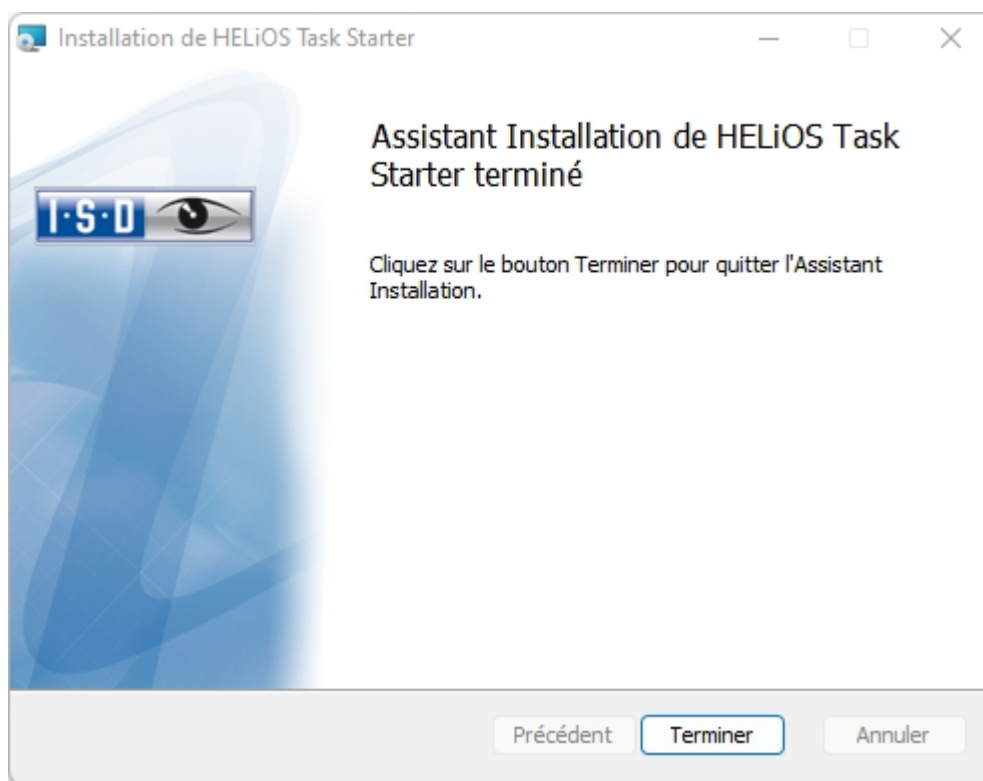 Installation de HELiOS Task Starter
Assistant Installation de HELiOS Task
Starter terminé
I·S·D
Cliquez sur le bouton Terminer pour quitter l'Assistant
Installation.
Précédent
Terminer
Annuler